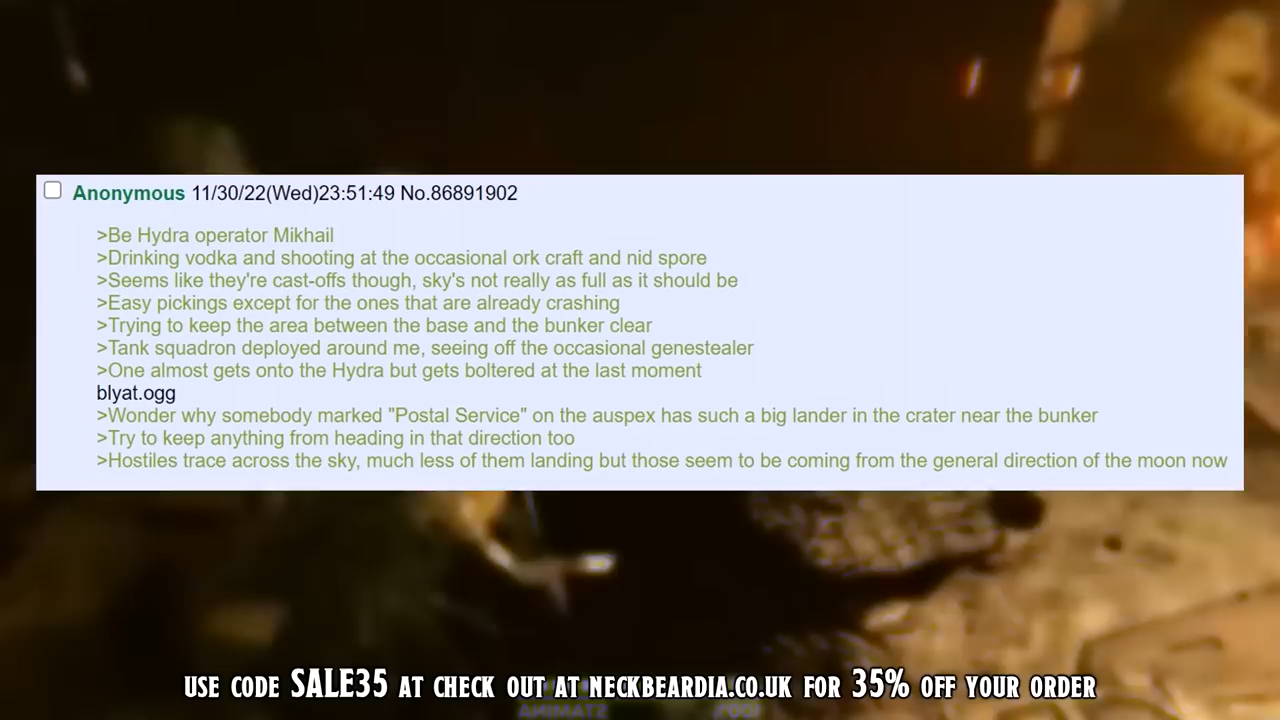 Anonymous 11/30/22(Wed)23:51:49 No.86891902
>Be Hydra operator Mikhail
>Drinking vodka and shooting at the occasional ork craft and nid spore
>Seems like they're cast-offs though, sky's not really as full as it should be
>Easy pickings except for the ones that are already crashing
>Trying to keep the area between the base and the bunker clear
>Tank squadron deployed around me, seeing off the occasional genestealer
>One almost gets onto the Hydra but gets boltered at the last moment
blyat.ogg
>Wonder why somebody marked "Postal Service" on the auspex has such a big lander in the crater near the bunker
>Try to keep anything from heading in that direction too
>Hostiles trace across the sky, much less of them landing but those seem to be coming from the general direction of the moon now
USE CODE SALE35 AT CHECK OUT AT NECKBEARDIA.CO.UK FOR 35% OFF YOUR ORDER